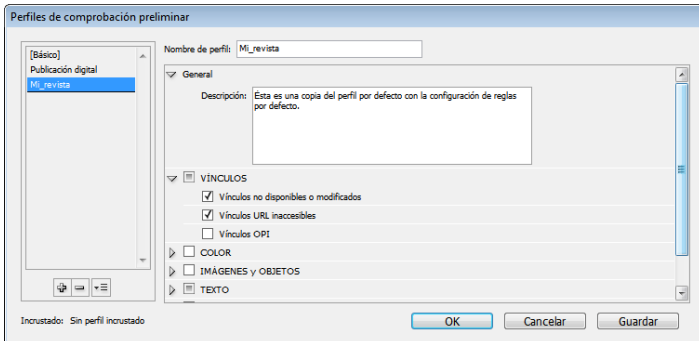 Perfiles de comprobación preliminar
[Básico]
Publicación digital
Mi_revista
Nombre de perfil: Mi_revista
General
Descripción: Ésta es una copia del perfil por defecto con la configuración de reglas
por defecto.
VÍNCULOS
Vínculos no disponibles o modificados
Vínculos URL inaccesibles
Vínculos OPI
COLOR
IMÁGENES y OBJETOS
TEXTO
Incrustado: Sin perfil incrustado
OK
Cancelar
Guardar